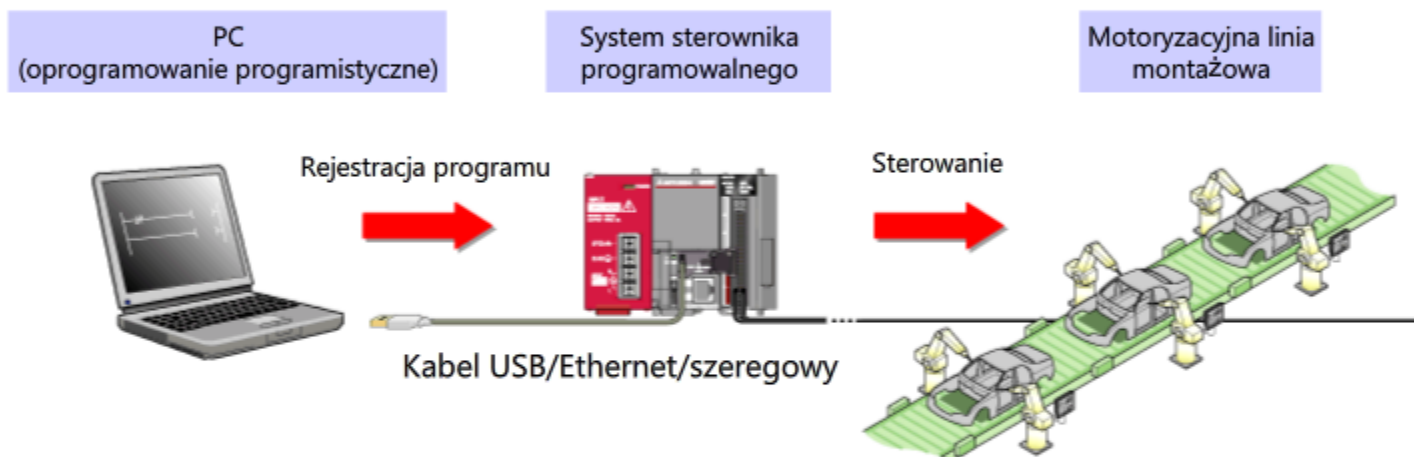 PC
(oprogramowanie programistyczne)
System sterownika
programowalnego
Motoryzacyjna linia
montażowa
Rejestracja programu
Sterowanie
Kabel USB/Ethernet/szeregowy